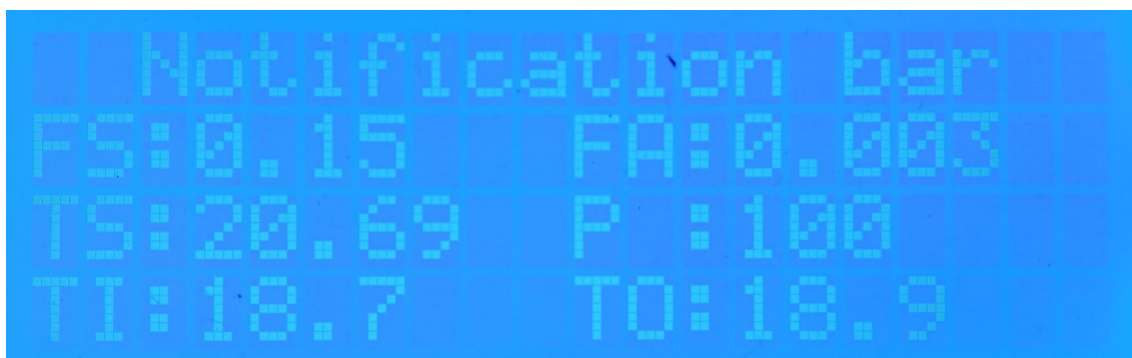 Notification bar
FS:0.15 FA:0.003
TS:20.69 P :100
TI:18.7 TO:18.9